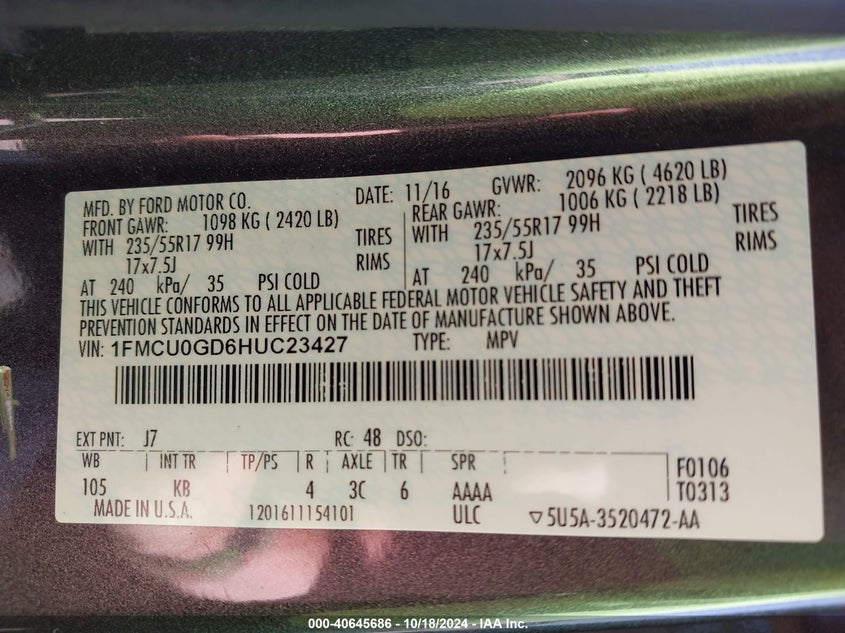 MFD. BY FORD MOTOR CO. DATE: 11/16 GVWR: 2096 KG ( 4620 LB)
FRONT GAWR: 1098 KG ( 2420 LB) REAR GAWR: 1006 KG ( 2218 LB)
WITH 235/55R17 99H TIRES WITH 235/55R17 99H TIRES
17x7.5J RIMS 17x7.5J RIMS
AT 240 kPa/ 35 PSI COLD AT 240 kPa/ 35 PSI COLD
THIS VEHICLE CONFORMS TO ALL APPLICABLE FEDERAL MOTOR VEHICLE SAFETY AND THEFT
PREVENTION STANDARDS IN EFFECT ON THE DATE OF MANUFACTURE SHOWN ABOVE.
VIN: 1FMCU0GD6HUC23427 TYPE: MPV
EXT PNT: J7 RC: 48 DSO:
WB INT TR TP/PS R AXLE TR SPR F0106
105 KB 4 3C 6 AAAA T0313
MADE IN U.S.A. 1201611154101 ULC ▽5U5A-3520472-AA
000-40645686 - 10/18/2024 - IAA Inc.